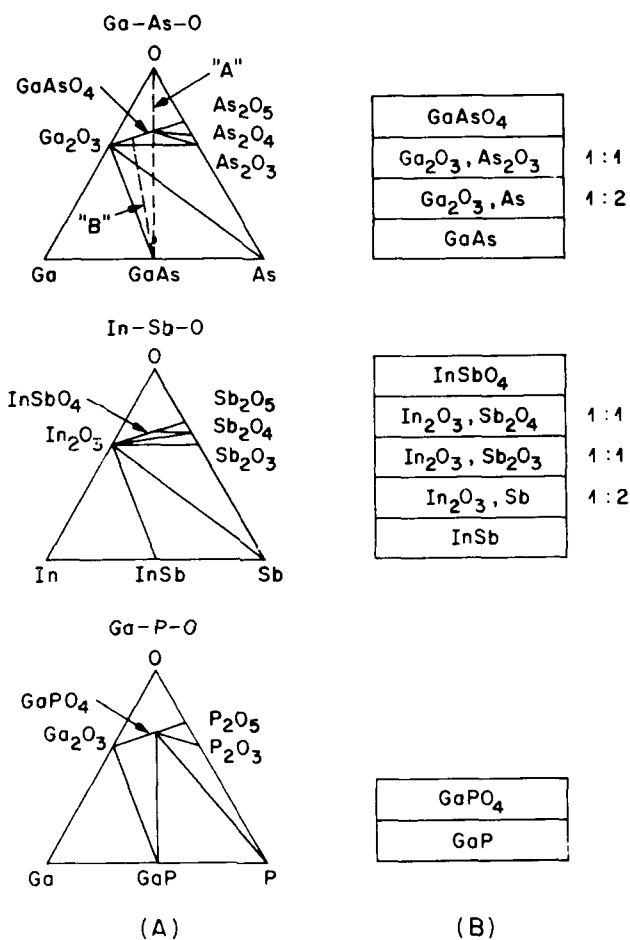 Ga-As-O
O
"A"
GaAsO₄
As₂O₅
Ga₂O₃
As₂O₄
As₂O₃
"B"
Ga GaAs As
GaAsO₄
Ga₂O₃, As₂O₃ 1:1
Ga₂O₃, As 1:2
GaAs
In-Sb-O
O
InSbO₄
Sb₂O₅
In₂O₃
Sb₂O₄
Sb₂O₃
In InSb Sb
InSbO₄
In₂O₃, Sb₂O₄ 1:1
In₂O₃, Sb₂O₃ 1:1
In₂O₃, Sb 1:2
InSb
Ga-P-O
O
GaPO₄
P₂O₅
Ga₂O₃
P₂O₃
Ga GaP P
GaPO₄
GaP
(A) (B)